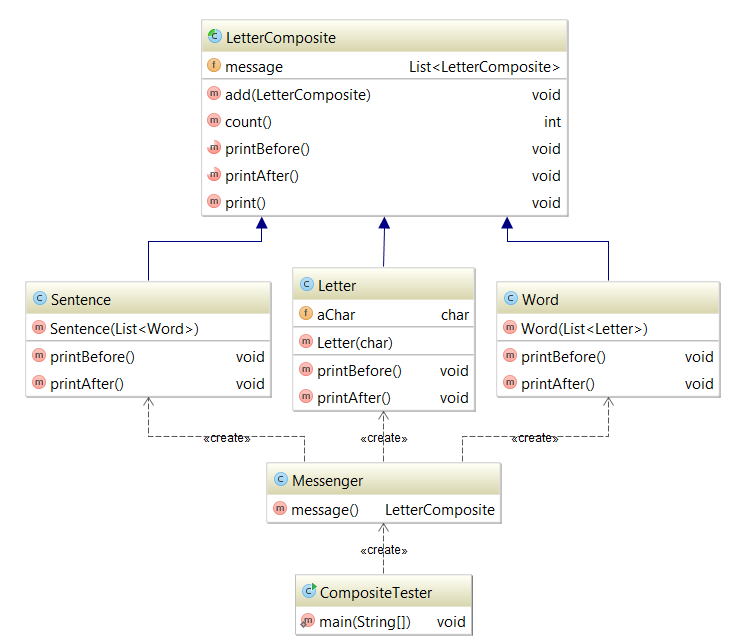 LetterComposite
message List<LetterComposite>
add(LetterComposite) void
count() int
printBefore() void
printAfter() void
print() void
Sentence
Sentence(List<Word>)
printBefore() void
printAfter() void
Letter
aChar char
Letter(char)
printBefore() void
printAfter() void
Word
Word(List<Letter>)
printBefore() void
printAfter() void
«create» «create» «create»
Messenger
message() LetterComposite
«create»
CompositeTester
main(String[]) void